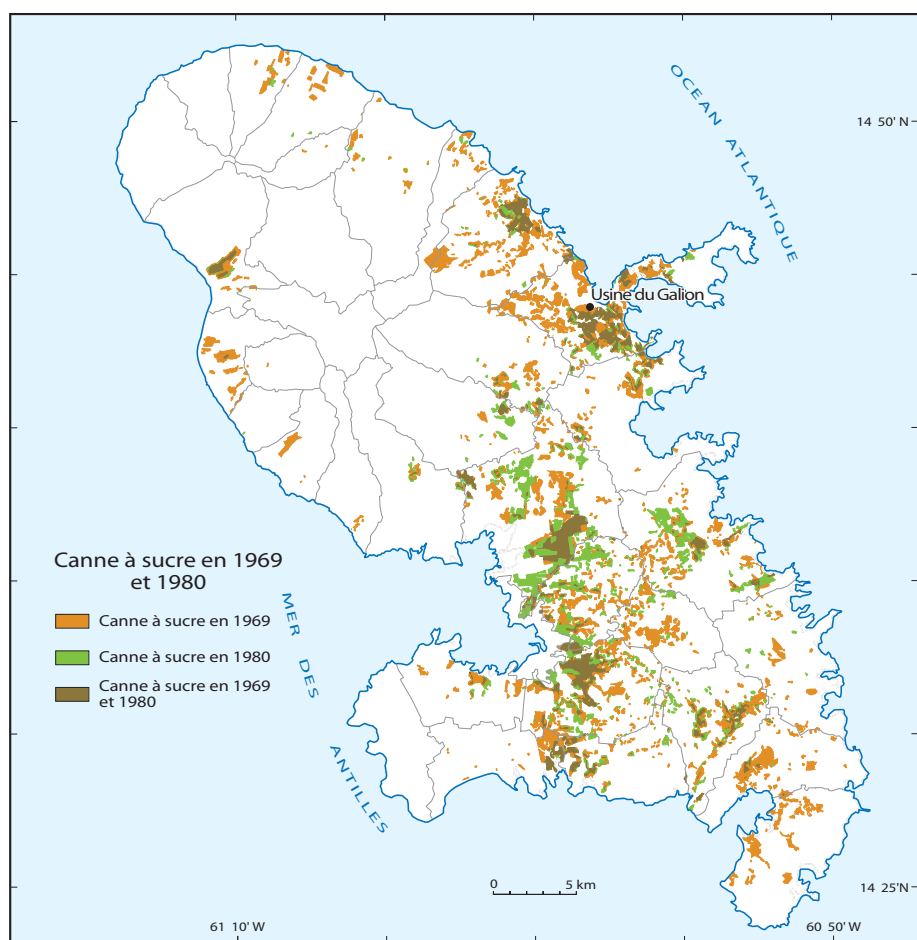 OCEAN ATLANTIQUE
14 50' N
Usine du Galion
Canne à sucre en 1969
et 1980
Canne à sucre en 1969
Canne à sucre en 1980
Canne à sucre en 1969
et 1980
MER DES ANTILLES
0 5 km
14 25' N
61 10' W
60 50' W